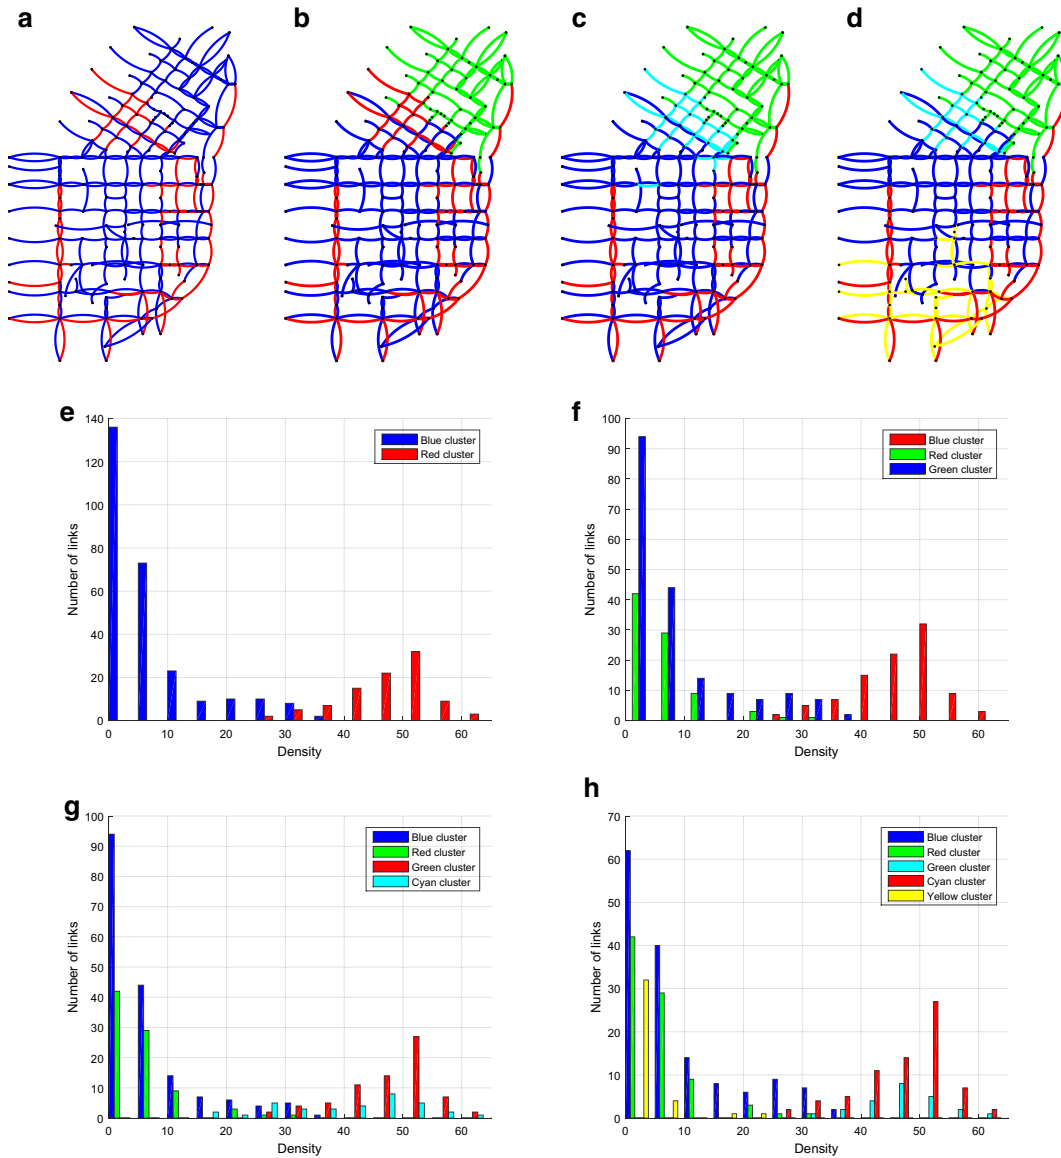 a b c d
e
140
120
100
80
60
40
20
0
0 10 20 30 40 50 60
Number of links
Density
Blue cluster
Red cluster
f
100
90
80
70
60
50
40
30
20
10
0
0 10 20 30 40 50 60
Number of links
Density
Blue cluster
Red cluster
Green cluster
g
100
90
80
70
60
50
40
30
20
10
0
0 10 20 30 40 50 60
Number of links
Density
Blue cluster
Red cluster
Green cluster
Cyan cluster
h
70
60
50
40
30
20
10
0
0 10 20 30 40 50 60
Number of links
Density
Blue cluster
Red cluster
Green cluster
Cyan cluster
Yellow cluster